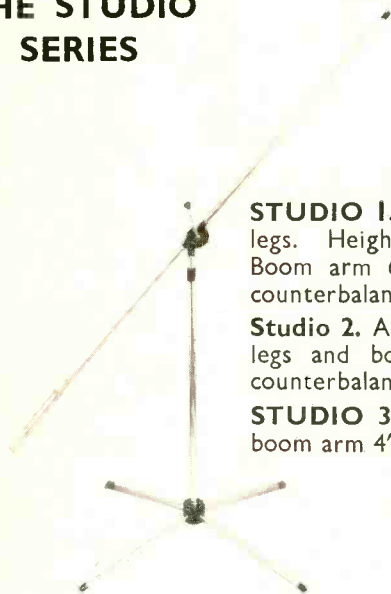 HE STUDIO
SERIES
STUDIO 1.
legs. Heigh
Boom arm
counterbalan
Studio 2. A
legs and bo
counterbalan
STUDIO 3
boom arm 4'